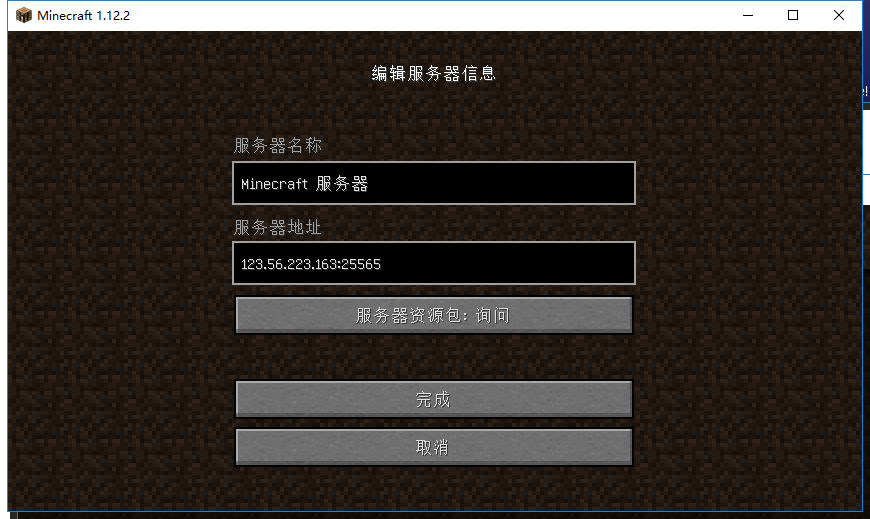 Minecraft 1.12.2
编辑服务器信息
服务器名称
Minecraft 服务器
服务器地址
123.56.223.163:25565
服务器资源包: 询问
完成
取消